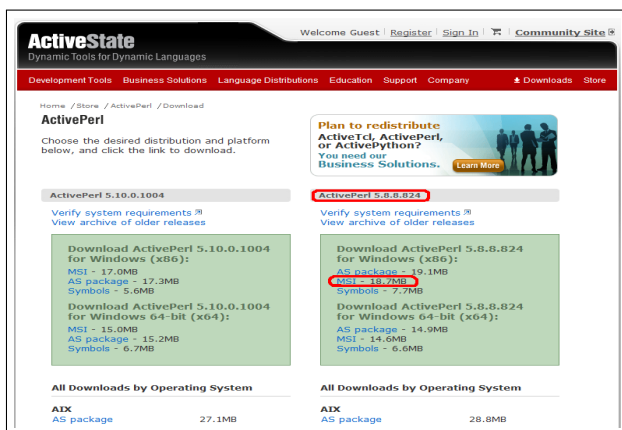 Welcome Guest | Register | Sign In | Community Site
ActiveState
Dynamic Tools for Dynamic Languages
Development Tools Business Solutions Language Distributions Education Support Company Downloads Store
Home / Store / ActivePerl / Download
ActivePerl
Choose the desired distribution and platform
below, and click the link to download.
Plan to redistribute
ActiveTcl, ActivePerl,
or ActivePython?
You need our
Business Solutions.
Learn More
ActivePerl 5.10.0.1004
Verify system requirements
View archive of older releases
Download ActivePerl 5.10.0.1004
for Windows (x86):
MSI - 17.0MB
AS package - 17.3MB
Symbols - 5.6MB
Download ActivePerl 5.10.0.1004
for Windows 64-bit (x64):
MSI - 15.0MB
AS package - 15.2MB
Symbols - 6.7MB
All Downloads by Operating System
AIX
AS package 27.1MB
ActivePerl 5.8.8.824
Verify system requirements
View archive of older releases
Download ActivePerl 5.8.8.824
for Windows (x86):
AS package - 19.1MB
MSI - 18.7MB
Symbols - 7.7MB
Download ActivePerl 5.8.8.824
for Windows 64-bit (x64):
AS package - 14.9MB
MSI - 14.6MB
Symbols - 6.6MB
All Downloads by Operating System
AIX
AS package 28.8MB